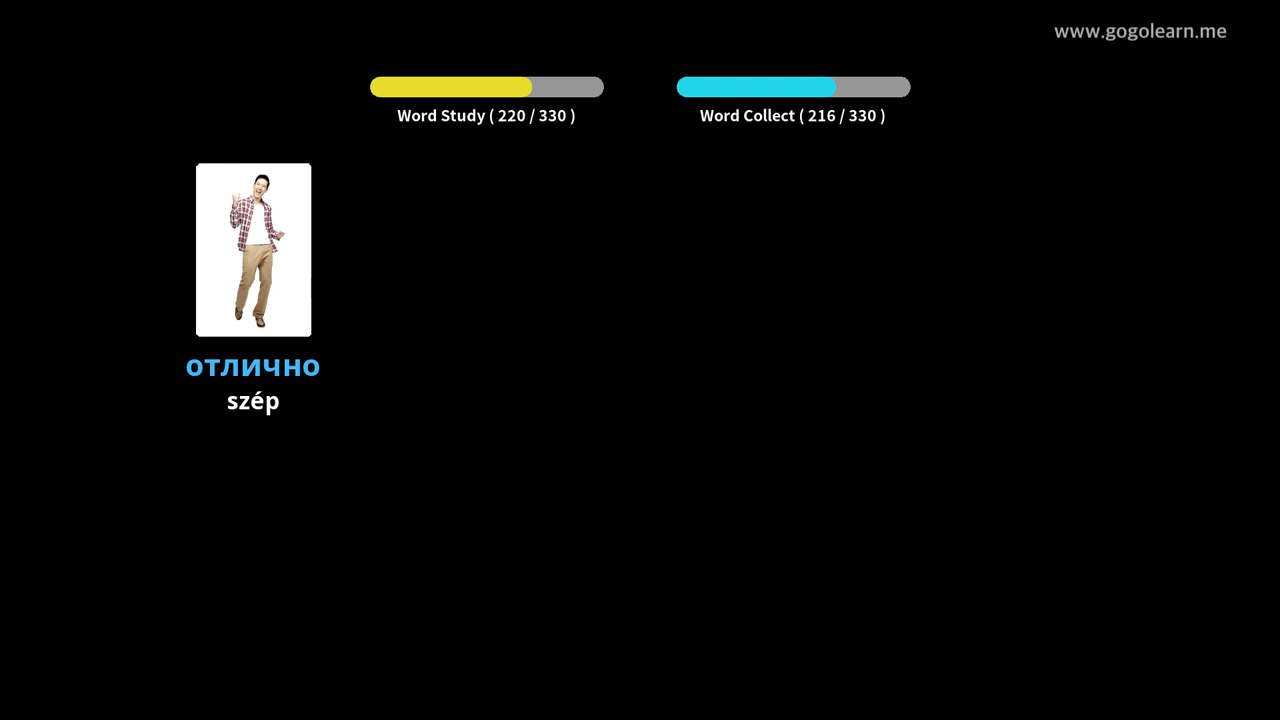 www.gogolearn.me
Word Study ( 220 / 330 )
Word Collect ( 216 / 330 )
отлично
szép